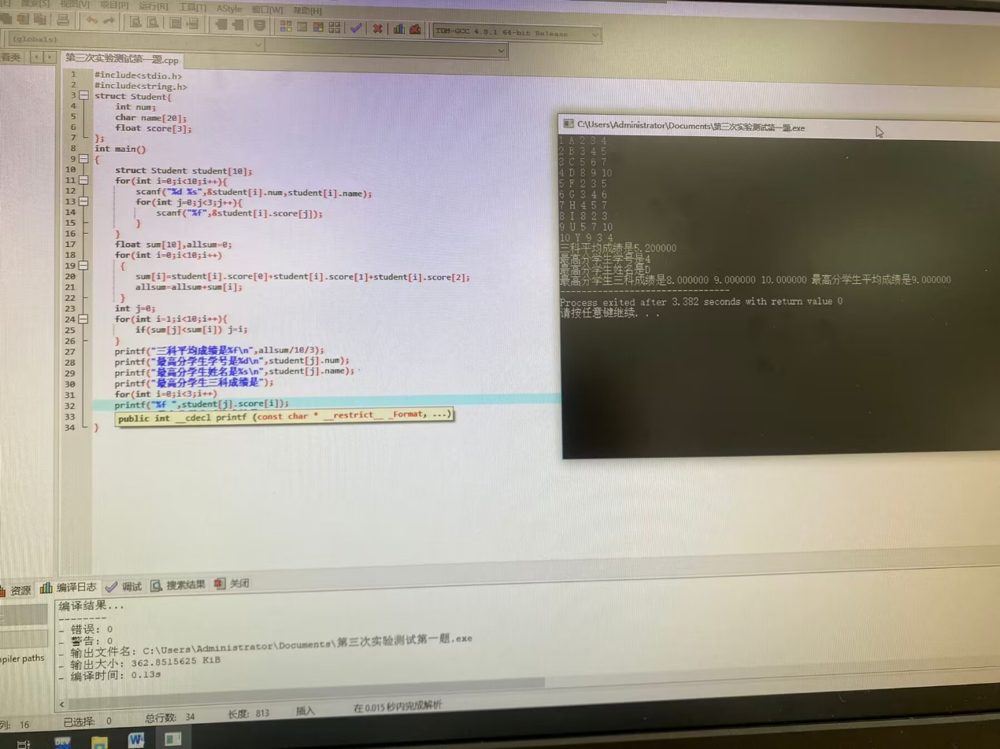 搜索[S] 视图[V] 项目[P] 运行[R] 工具[T] AStyle 窗口[W] 帮助[H]
TDM-GCC 4.9.1 64-bit Release
(globals)
看类
第三次实验测试第一题.cpp
1 #include<stdio.h>
2 #include<string.h>
3 struct Student{
4 int num;
5 char name[20];
6 float score[3];
7 };
8 int main()
9 {
10 struct Student student[10];
11 for(int i=0;i<10;i++){
12 scanf("%d %s",&student[i].num,student[i].name);
13 for(int j=0;j<3;j++){
14 scanf("%f",&student[i].score[j]);
15 }
16 }
17 float sum[10],allsum=0;
18 for(int i=0;i<10;i++)
19 {
20 sum[i]=student[i].score[0]+student[i].score[1]+student[i].score[2];
21 allsum=allsum+sum[i];
22 }
23 int j=0;
24 for(int i=1;i<10;i++){
25 if(sum[j]<sum[i]) j=i;
26 }
27 printf("三科平均成绩是%f\n",allsum/10/3);
28 printf("最高分学生学号是%d\n",student[j].num);
29 printf("最高分学生姓名是%s\n",student[j].name);
30 printf("最高分学生三科成绩是");
31 for(int i=0;i<3;i++)
32 printf("%f ",student[j].score[i]);
33
public int __cdecl printf (const char * __restrict__ _Format, ...)
34 }
C:\Users\Administrator\Documents\第三次实验测试第一题.exe
1 A 2 3 4
2 B 3 4 5
3 C 5 6 7
4 D 8 9 10
5 F 2 3 5
6 G 3 4 6
7 H 4 5 7
8 I 8 2 3
9 U 5 7 10
10 Y 9 3 4
三科平均成绩是5.200000
最高分学生学号是4
最高分学生姓名是D
最高分学生三科成绩是8.000000 9.000000 10.000000 最高分学生平均成绩是9.000000
--------------------------------
Process exited after 3.382 seconds with return value 0
请按任意键继续. . .
资源 编译日志 调试 搜索结果 关闭
编译结果...
--------
- 错误: 0
- 警告: 0
- 输出文件名: C:\Users\Administrator\Documents\第三次实验测试第一题.exe
- 输出大小: 362.8515625 KiB
- 编译时间: 0.13s
mpiler paths
列: 16 已选择: 0 总行数: 34 长度: 813 插入 在 0.015 秒内完成解析
DEV
W